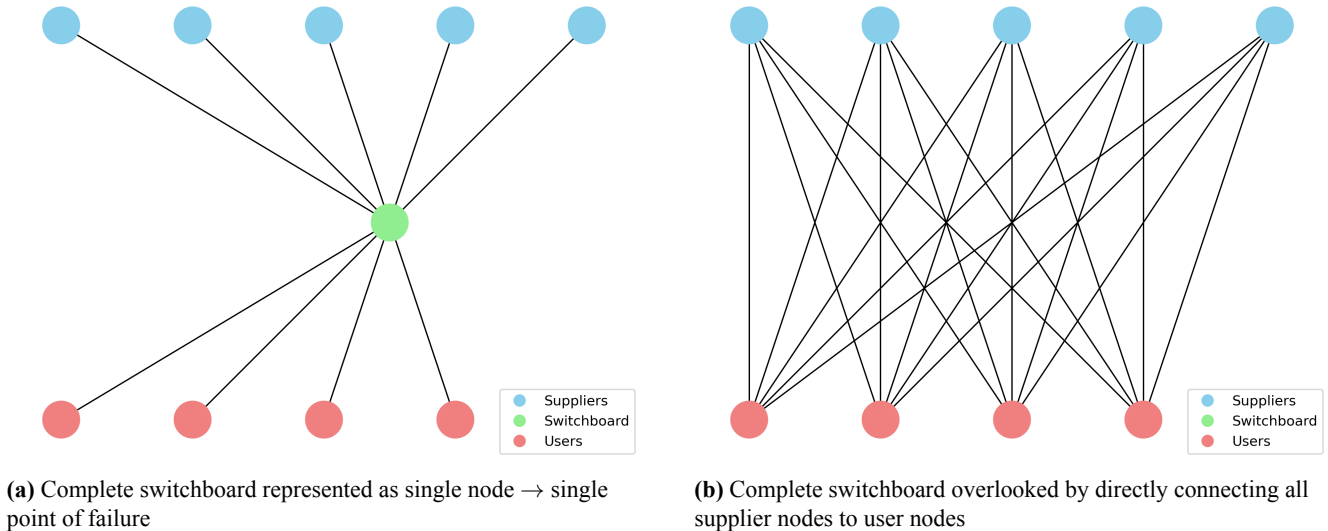 Suppliers
Switchboard
Users
(a) Complete switchboard represented as single node → single
point of failure
Suppliers
Switchboard
Users
(b) Complete switchboard overlooked by directly connecting all
supplier nodes to user nodes